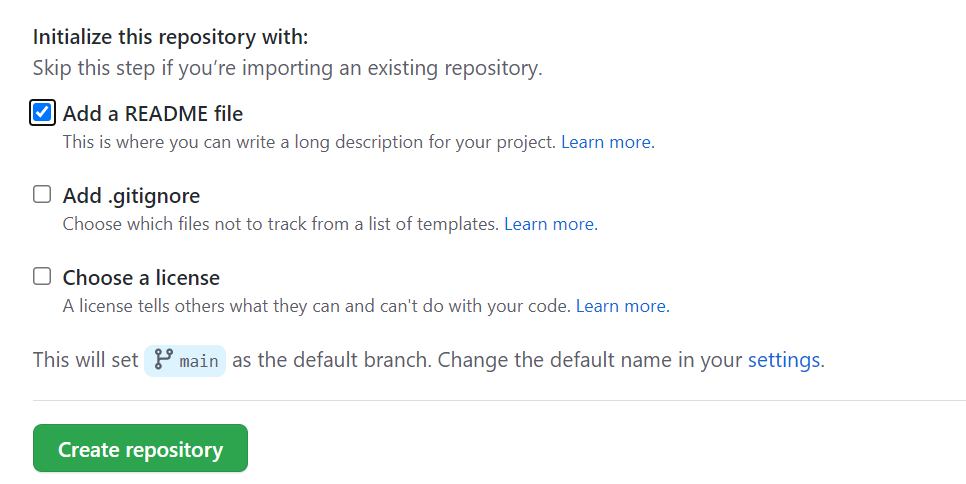 Initialize this repository with:
Skip this step if you’re importing an existing repository.
Add a README file
This is where you can write a long description for your project. Learn more.
Add .gitignore
Choose which files not to track from a list of templates. Learn more.
Choose a license
A license tells others what they can and can't do with your code. Learn more.
This will set main as the default branch. Change the default name in your settings.
Create repository